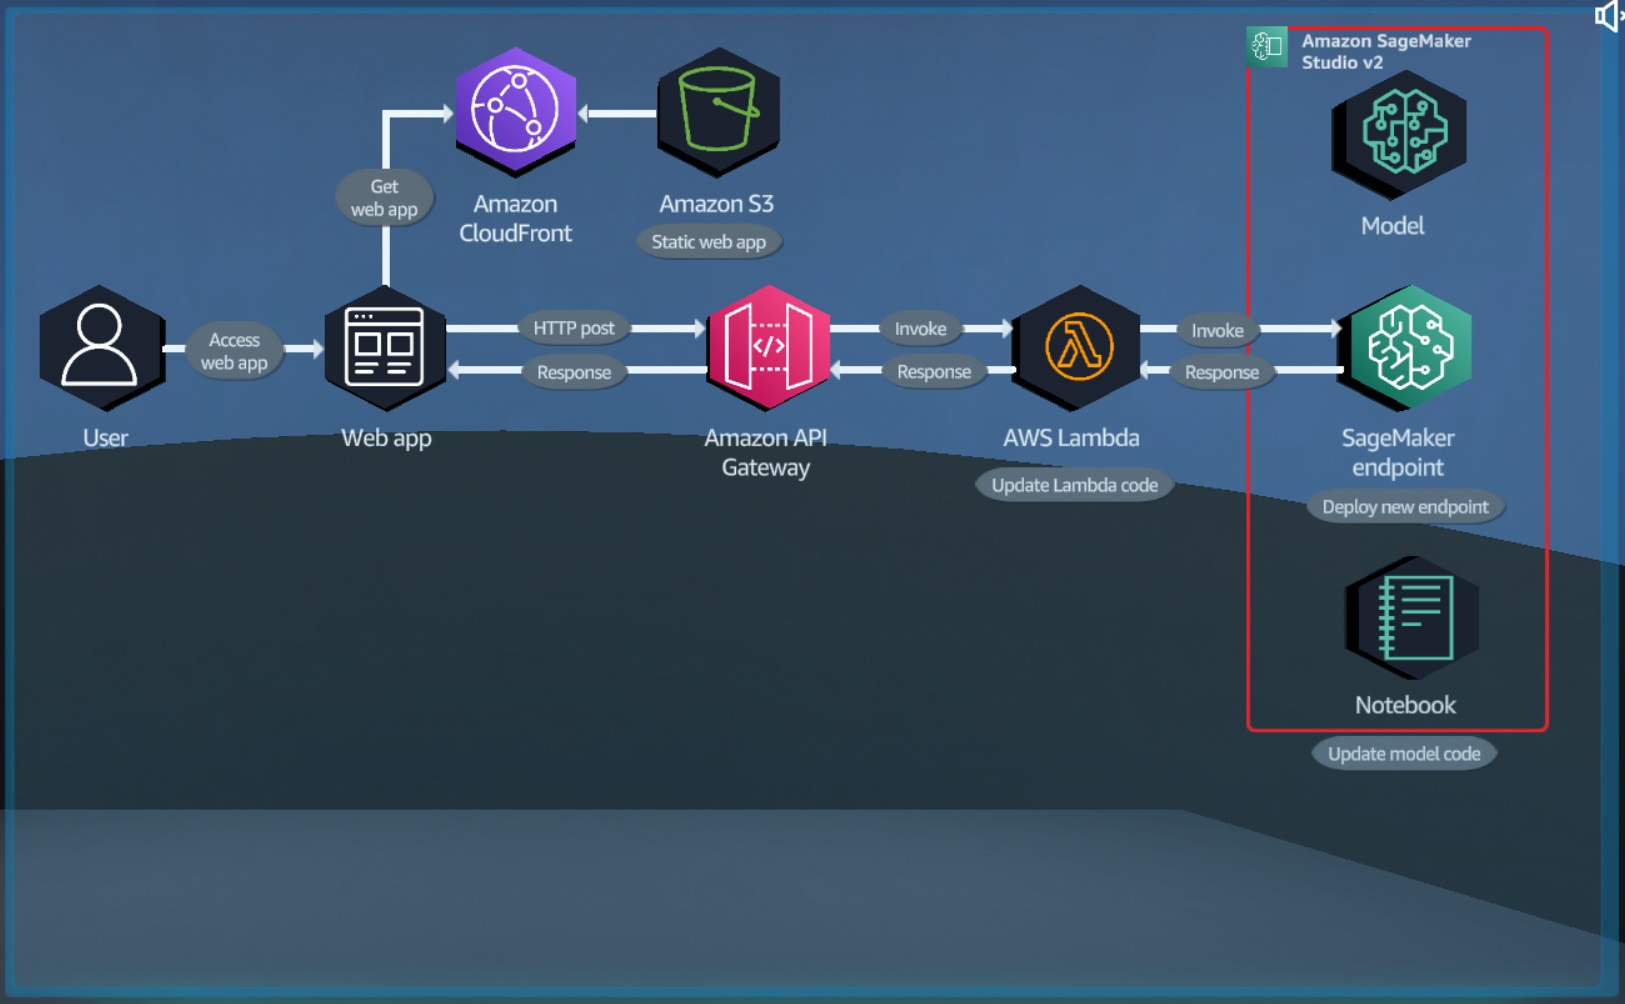 Amazon SageMaker
Studio v2
Get
web app
Amazon
CloudFront
Amazon S3
Static web app
Model
Access
web app
HTTP post
Response
Invoke
Response
Invoke
Response
User
Web app
Amazon API
Gateway
</>
AWS Lambda
Update Lambda code
SageMaker
endpoint
Deploy new endpoint
Notebook
Update model code